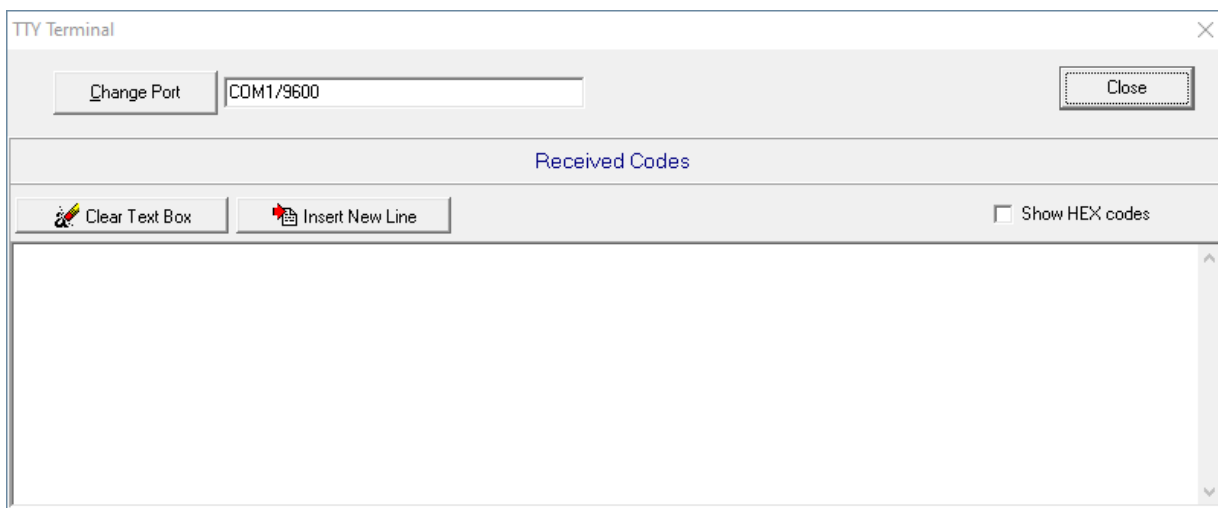 TTY Terminal
Change Port COM1/9600 Close
Received Codes
Clear Text Box Insert New Line Show HEX codes